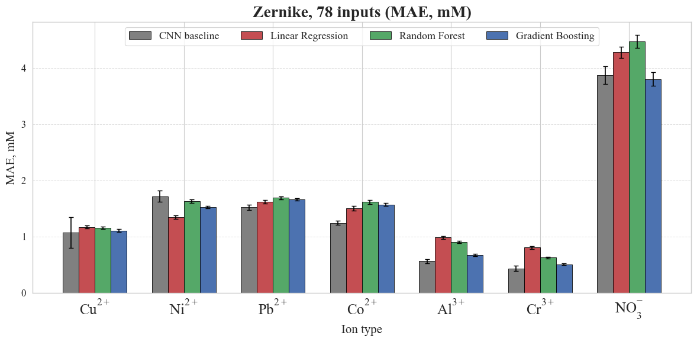 Zernike, 78 inputs (MAE, mM)
CNN baseline Linear Regression Random Forest Gradient Boosting
MAE, mM
4
3
2
1
0
Cu²⁺ Ni²⁺ Pb²⁺ Co²⁺ Al³⁺ Cr³⁺ NO₃⁻
Ion type